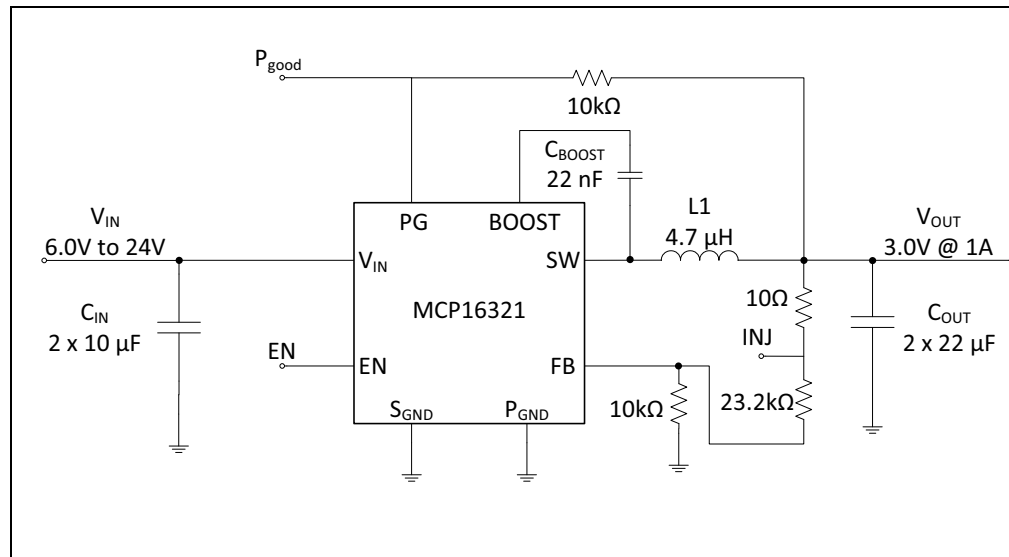 P_good
10kΩ
C_BOOST
22 nF
V_IN
6.0V to 24V
PG
BOOST
L1
4.7 µH
V_OUT
3.0V @ 1A
V_IN
SW
MCP16321
10Ω
C_IN
2 x 10 µF
INJ
C_OUT
2 x 22 µF
EN
EN
FB
10kΩ
23.2kΩ
S_GND
P_GND